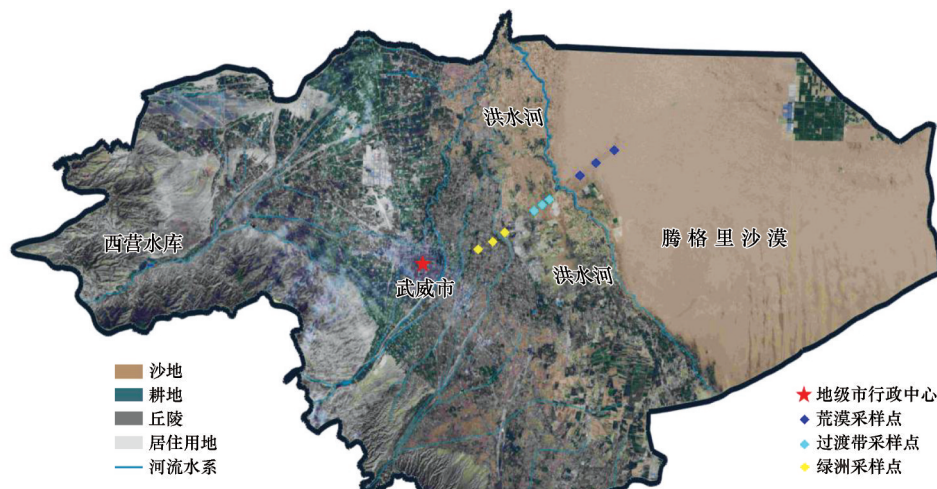 洪水河
西营水库
武威市
洪水河
腾格里沙漠
沙地
耕地
丘陵
居住用地
河流水系
地级市行政中心
荒漠采样点
过渡带采样点
绿洲采样点